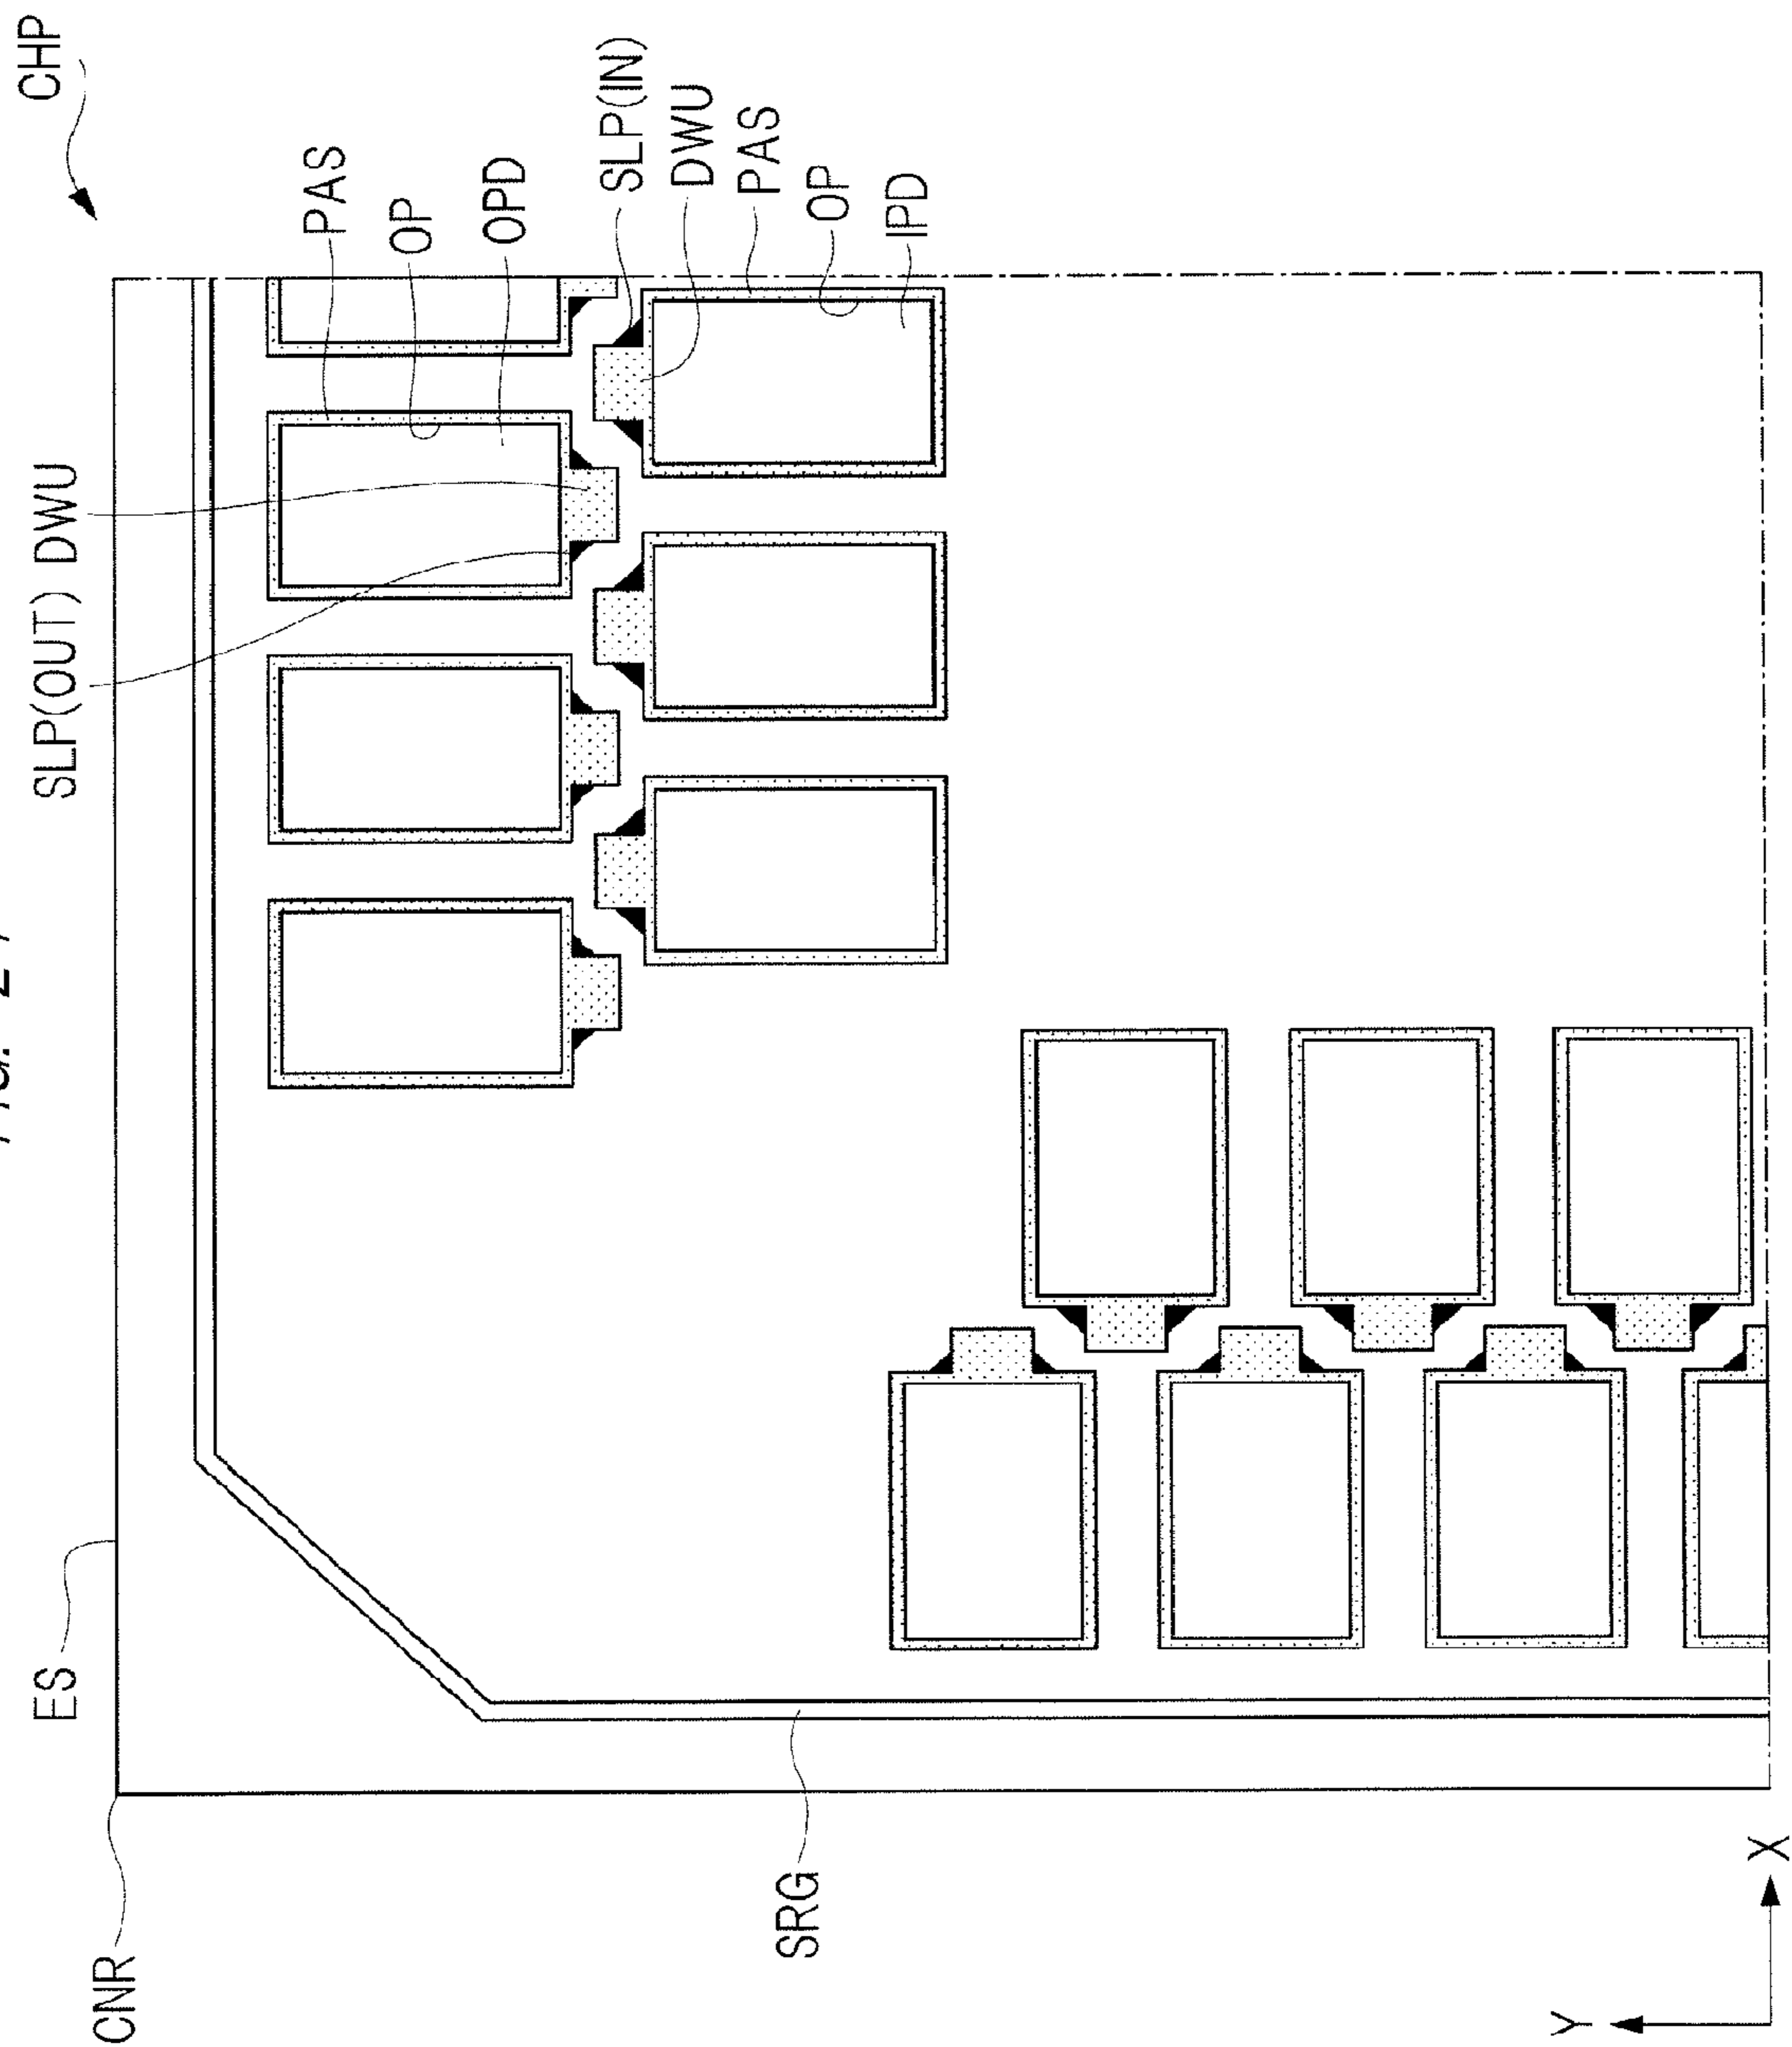 CHP
SLP(OUT) DWU
PAS
OP
OPD
SLP(IN)
DWU
PAS
OP
IPD
ES
CNR
SRG
Y
X